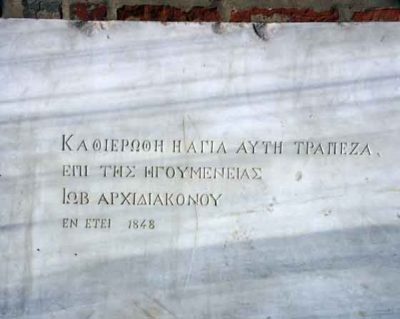 ΚΑΘΙΕΡΩΘΗ Η ΑΓΙΑ ΑΥΤΗ ΤΡΑΠΕΖΑ,
ΕΠΙ ΤΗΣ ΗΓΟΥΜΕΝΕΙΑΣ
ΙΩΒ ΑΡΧΙΔΙΑΚΟΝΟΥ
ΕΝ ΕΤΕΙ 1848